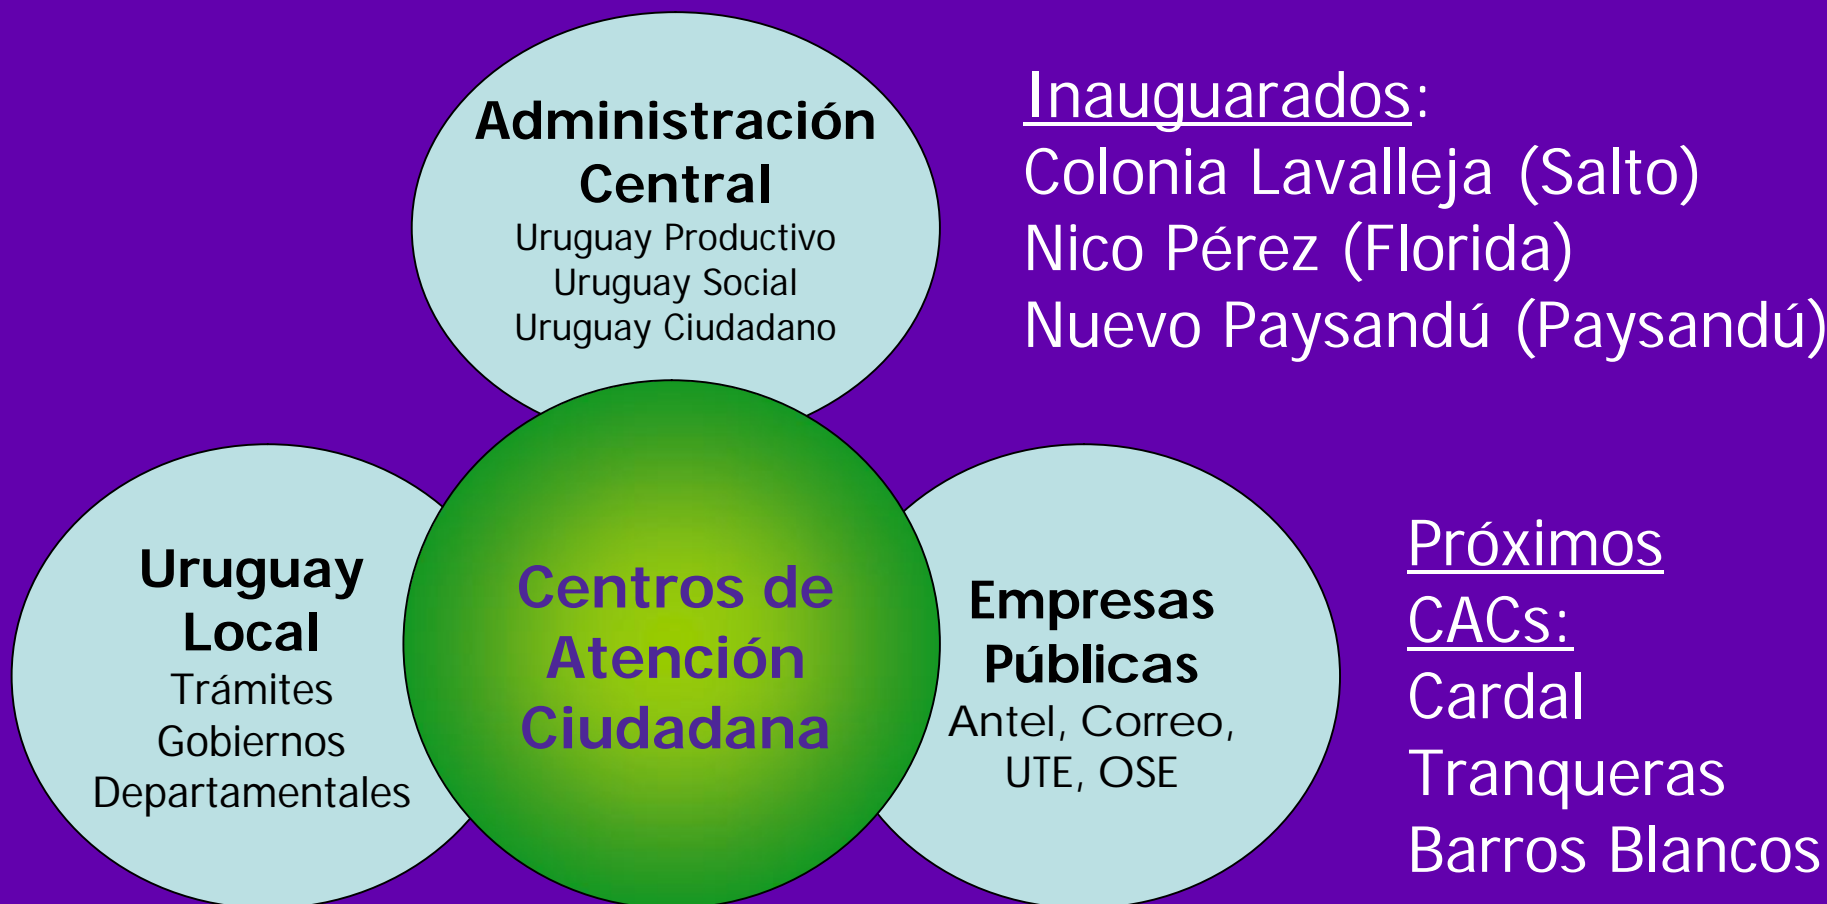 Administración
Central
Uruguay Productivo
Uruguay Social
Uruguay Ciudadano
Inauguarados:
Colonia Lavalleja (Salto)
Nico Pérez (Florida)
Nuevo Paysandú (Paysandú)
Uruguay
Local
Trámites
Gobiernos
Departamentales
Centros de
Atención
Ciudadana
Empresas
Públicas
Antel, Correo,
UTE, OSE
Próximos
CACs:
Cardal
Tranqueras
Barros Blancos